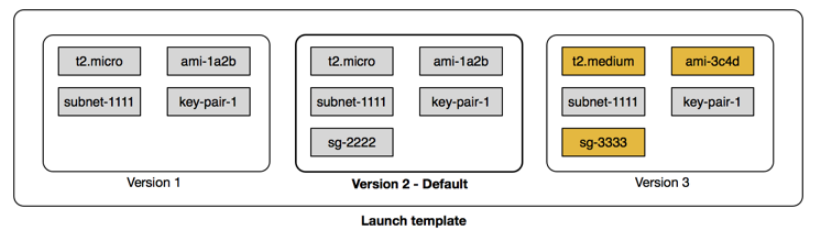 t2.micro
ami-1a2b
subnet-1111
key-pair-1
Version 1
t2.micro
ami-1a2b
subnet-1111
key-pair-1
sg-2222
Version 2 - Default
t2.medium
ami-3c4d
subnet-1111
key-pair-1
sg-3333
Version 3
Launch template